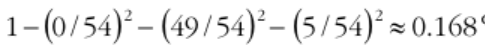 1 – (0/54)² – (49/54)² – (5/54)² ≈ 0.168